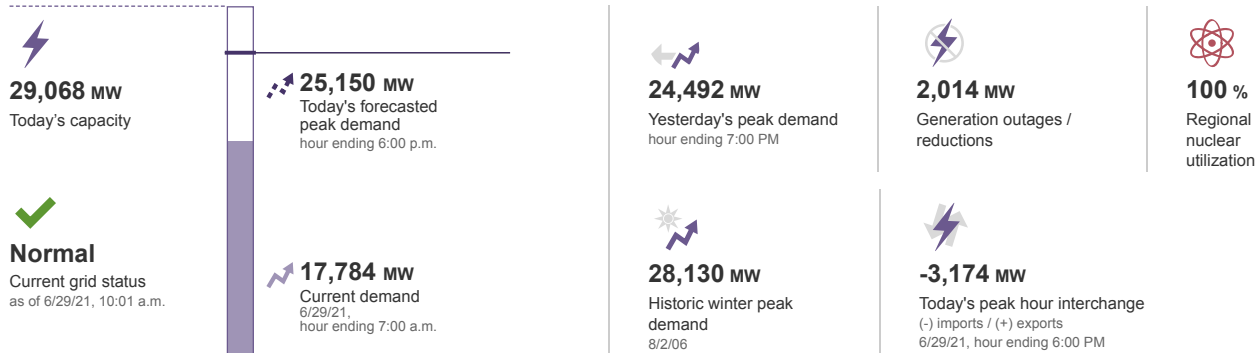 29,068 MW
Today's capacity
Normal
Current grid status
as of 6/29/21, 10:01 a.m.
25,150 MW
Today's forecasted
peak demand
hour ending 6:00 p.m.
17,784 MW
Current demand
6/29/21,
hour ending 7:00 a.m.
24,492 MW
Yesterday's peak demand
hour ending 7:00 PM
2,014 MW
Generation outages /
reductions
100 %
Regional
nuclear
utilization
28,130 MW
Historic winter peak
demand
8/2/06
-3,174 MW
Today's peak hour interchange
(-) imports / (+) exports
6/29/21, hour ending 6:00 PM